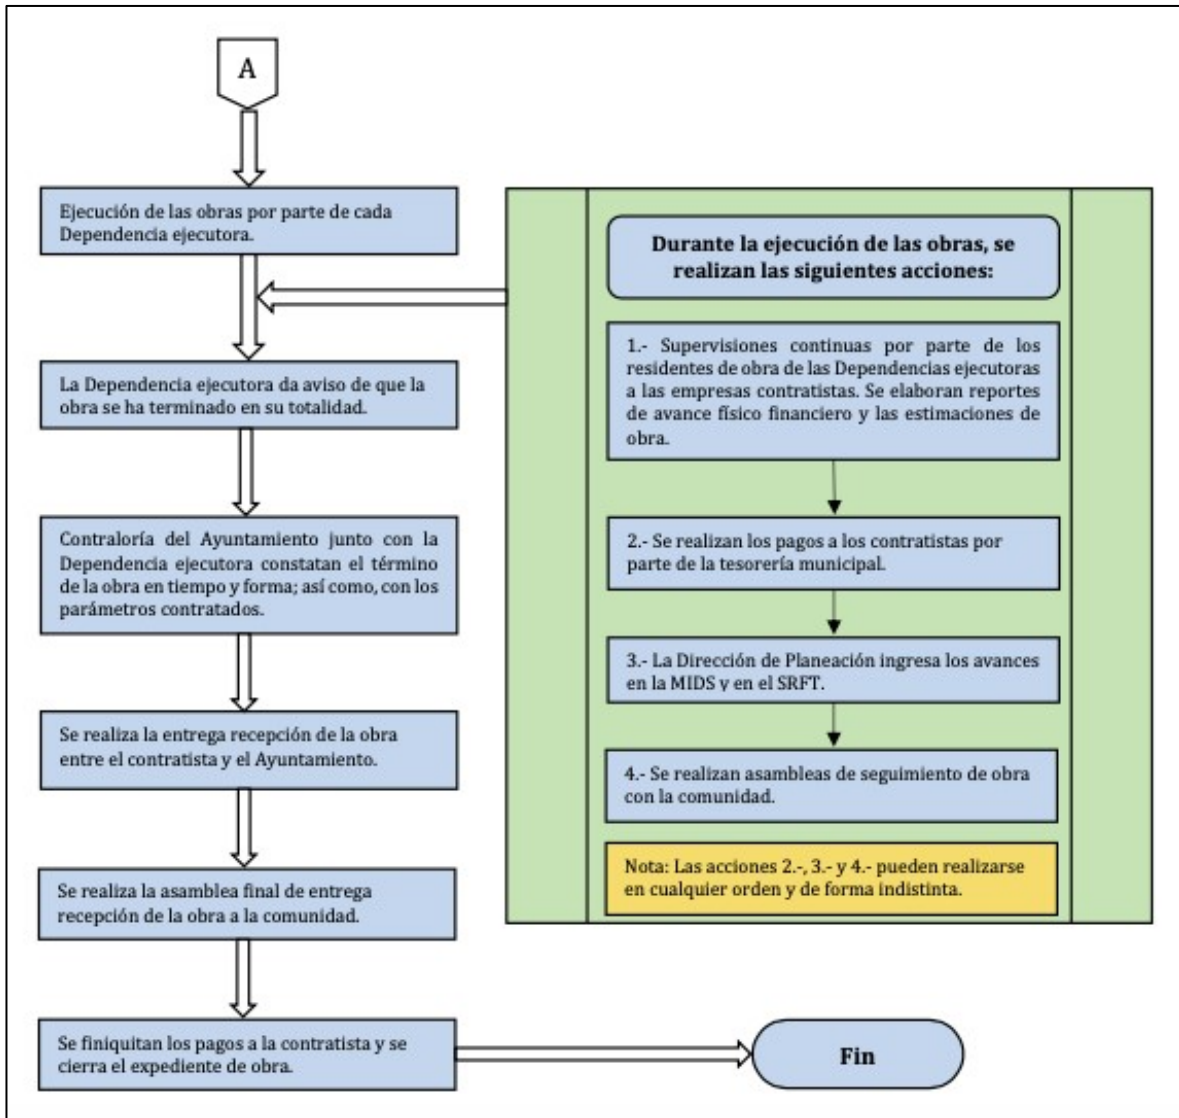 A
Ejecución de las obras por parte de cada
Dependencia ejecutora.
La Dependencia ejecutora da aviso de que la
obra se ha terminado en su totalidad.
Contraloría del Ayuntamiento junto con la
Dependencia ejecutora constatan el término
de la obra en tiempo y forma; así como, con los
parámetros contratados.
Se realiza la entrega recepción de la obra
entre el contratista y el Ayuntamiento.
Se realiza la asamblea final de entrega
recepción de la obra a la comunidad.
Se finiquitan los pagos a la contratista y se
cierra el expediente de obra.
Durante la ejecución de las obras, se
realizan las siguientes acciones:
1.- Supervisiones continuas por parte de los
residentes de obra de las Dependencias ejecutoras
a las empresas contratistas. Se elaboran reportes
de avance físico financiero y las estimaciones de
obra.
2.- Se realizan los pagos a los contratistas por
parte de la tesorería municipal.
3.- La Dirección de Planeación ingresa los avances
en la MIDS y en el SRFT.
4.- Se realizan asambleas de seguimiento de obra
con la comunidad.
Nota: Las acciones 2.-, 3.- y 4.- pueden realizarse
en cualquier orden y de forma indistinta.
Fin